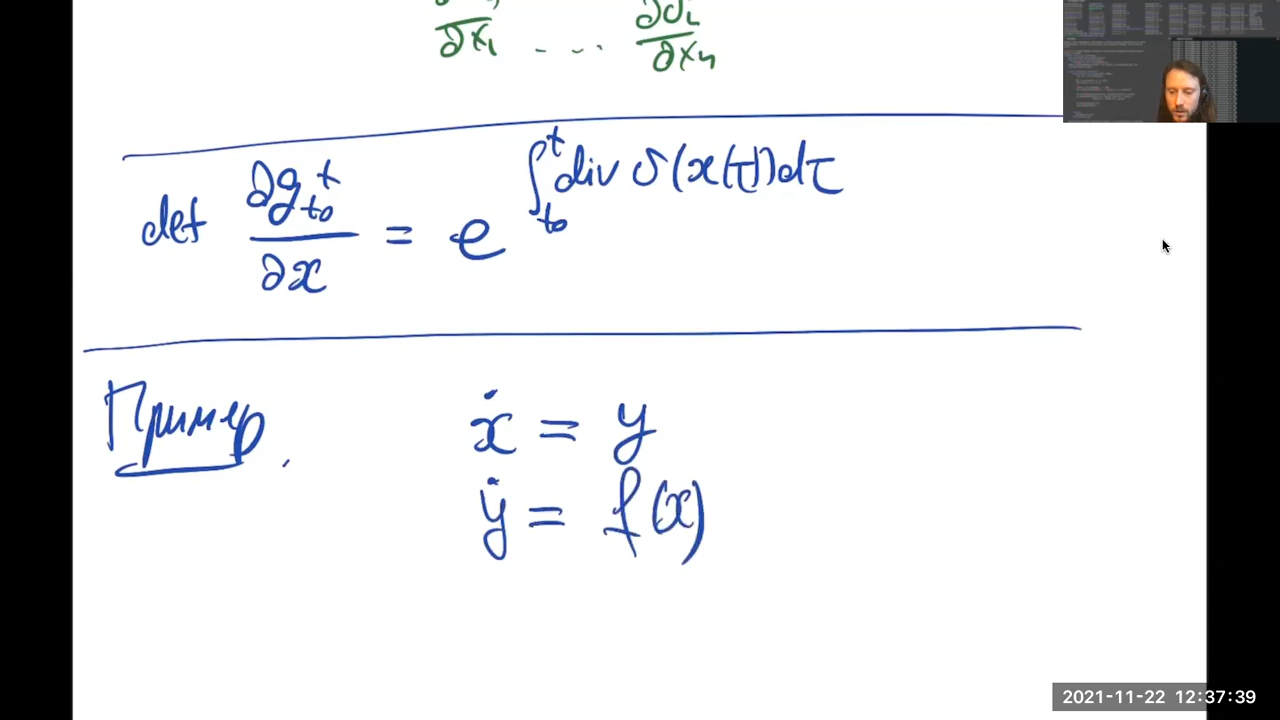 ∂x₁ ... ∂xₙ
det ∂g_{t₀}^t / ∂x = e^{∫_{t₀}^t div v(x(τ))dτ}
Пример.
ẋ = y
ẏ = f(x)
2021-11-22 12:37:39